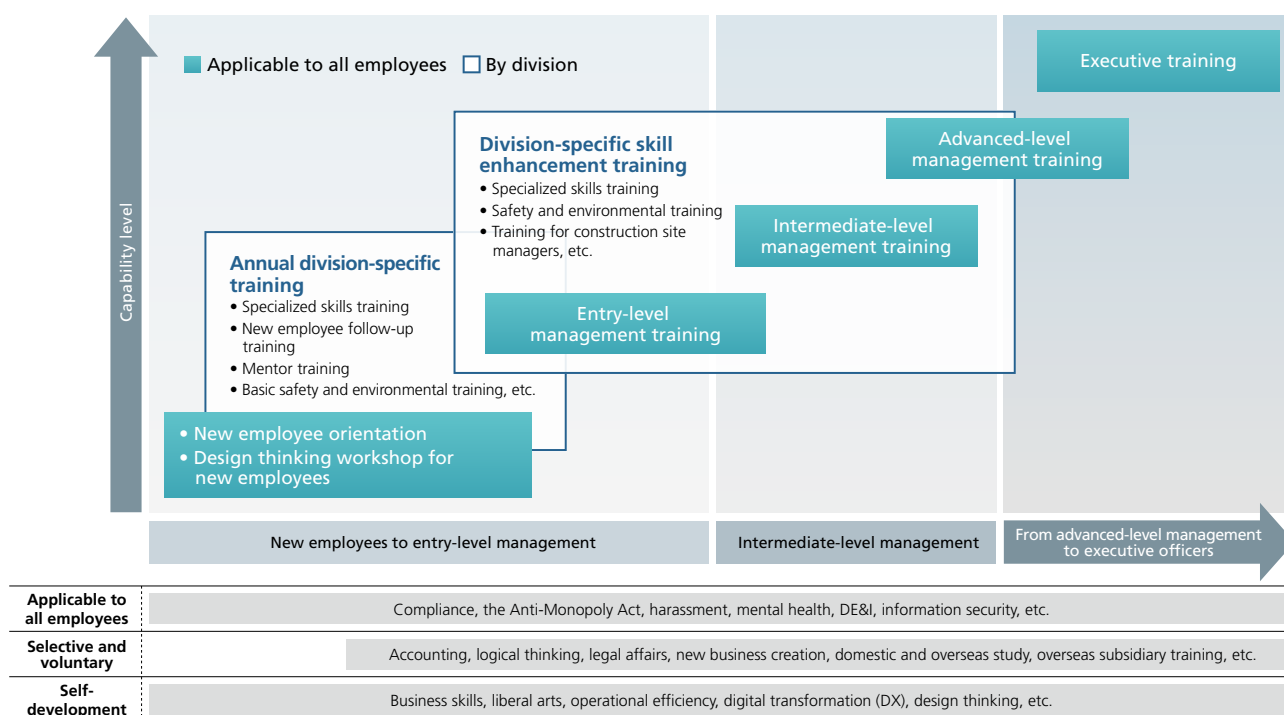 Applicable to all employees
By division
Executive training
Advanced-level
management training
Division-specific skill
enhancement training
• Specialized skills training
• Safety and environmental training
• Training for construction site
managers, etc.
Intermediate-level
management training
Annual division-specific
training
• Specialized skills training
• New employee follow-up
training
• Mentor training
• Basic safety and environmental training, etc.
Entry-level
management training
• New employee orientation
• Design thinking workshop for
new employees
Capability level
New employees to entry-level management
Intermediate-level management
From advanced-level management
to executive officers
Applicable to
all employees
Compliance, the Anti-Monopoly Act, harassment, mental health, DE&I, information security, etc.
Selective and
voluntary
Accounting, logical thinking, legal affairs, new business creation, domestic and overseas study, overseas subsidiary training, etc.
Self-
development
Business skills, liberal arts, operational efficiency, digital transformation (DX), design thinking, etc.